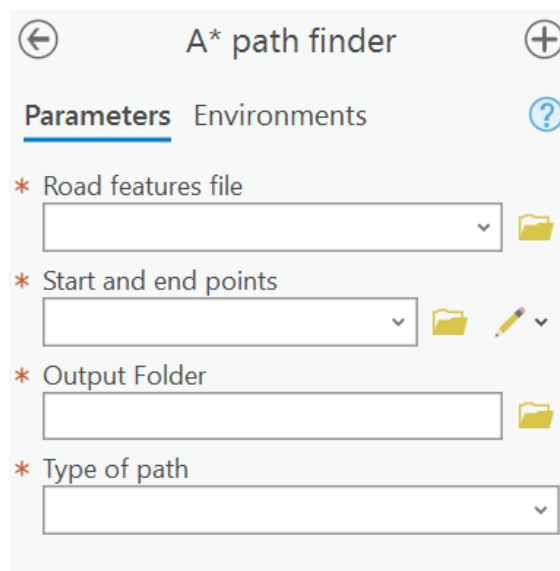 A* path finder
Parameters Environments
* Road features file
* Start and end points
* Output Folder
* Type of path